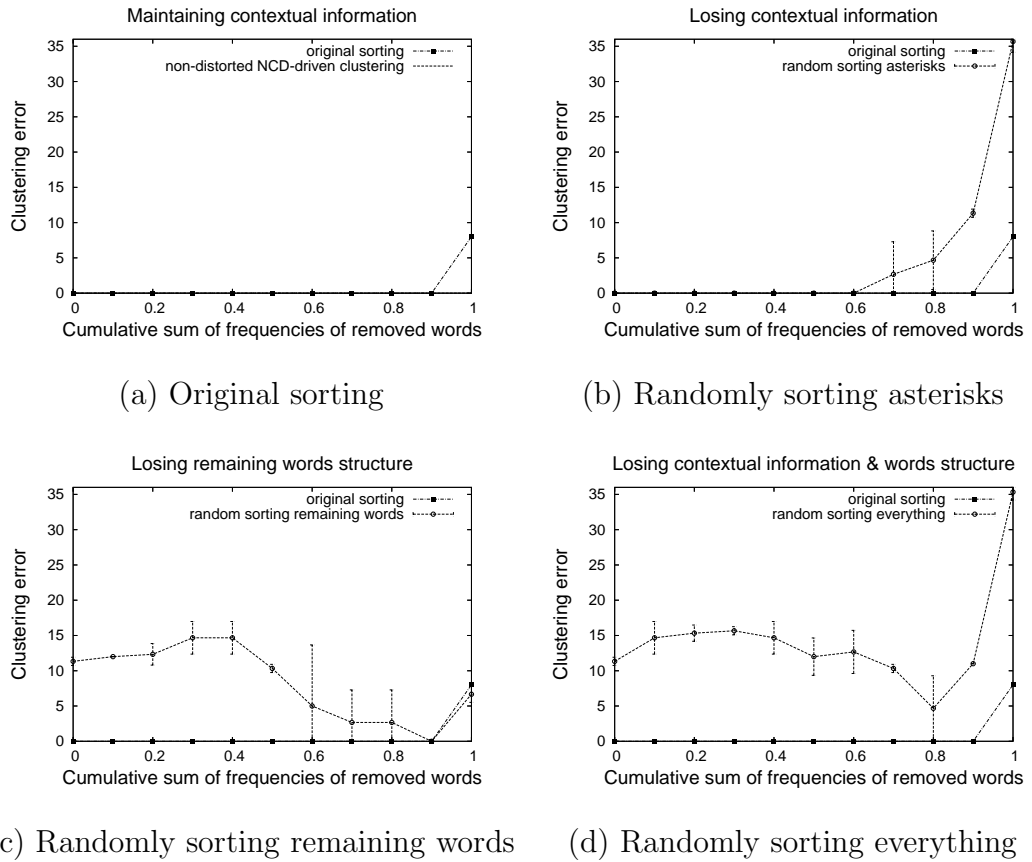 Maintaining contextual information
original sorting
non-distorted NCD-driven clustering
Clustering error
35
30
25
20
15
10
5
0
0 0.2 0.4 0.6 0.8 1
Cumulative sum of frequencies of removed words
(a) Original sorting
Losing contextual information
original sorting
random sorting asterisks
Clustering error
35
30
25
20
15
10
5
0
0 0.2 0.4 0.6 0.8 1
Cumulative sum of frequencies of removed words
(b) Randomly sorting asterisks
Losing remaining words structure
original sorting
random sorting remaining words
Clustering error
35
30
25
20
15
10
5
0
0 0.2 0.4 0.6 0.8 1
Cumulative sum of frequencies of removed words
c) Randomly sorting remaining words
Losing contextual information & words structure
original sorting
random sorting everything
Clustering error
35
30
25
20
15
10
5
0
0 0.2 0.4 0.6 0.8 1
Cumulative sum of frequencies of removed words
(d) Randomly sorting everything